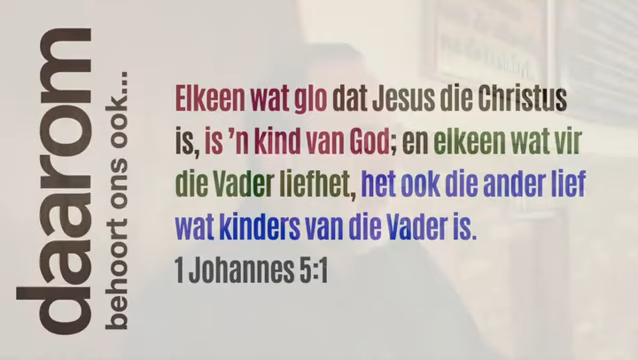 daarom
behoort ons ook...
Elkeen wat glo dat Jesus die Christus
is, is ’n kind van God; en elkeen wat vir
die Vader liefhet, het ook die ander lief
wat kinders van die Vader is.
1 Johannes 5:1